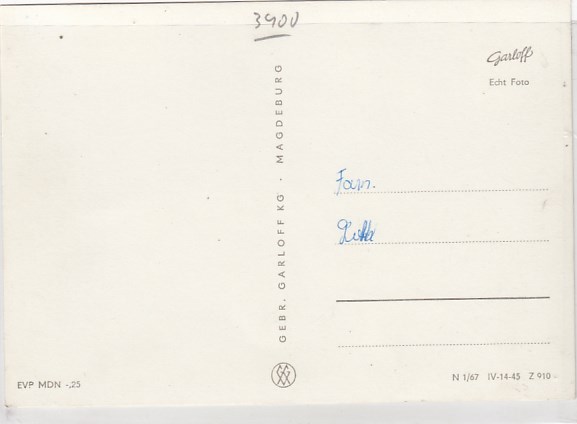 3900
Garloff
Echt Foto
GEBR. GARLOFF KG · MAGDEBURG
Fam.
EVP MDN -,25
N 1/67 IV-14-45 Z 910